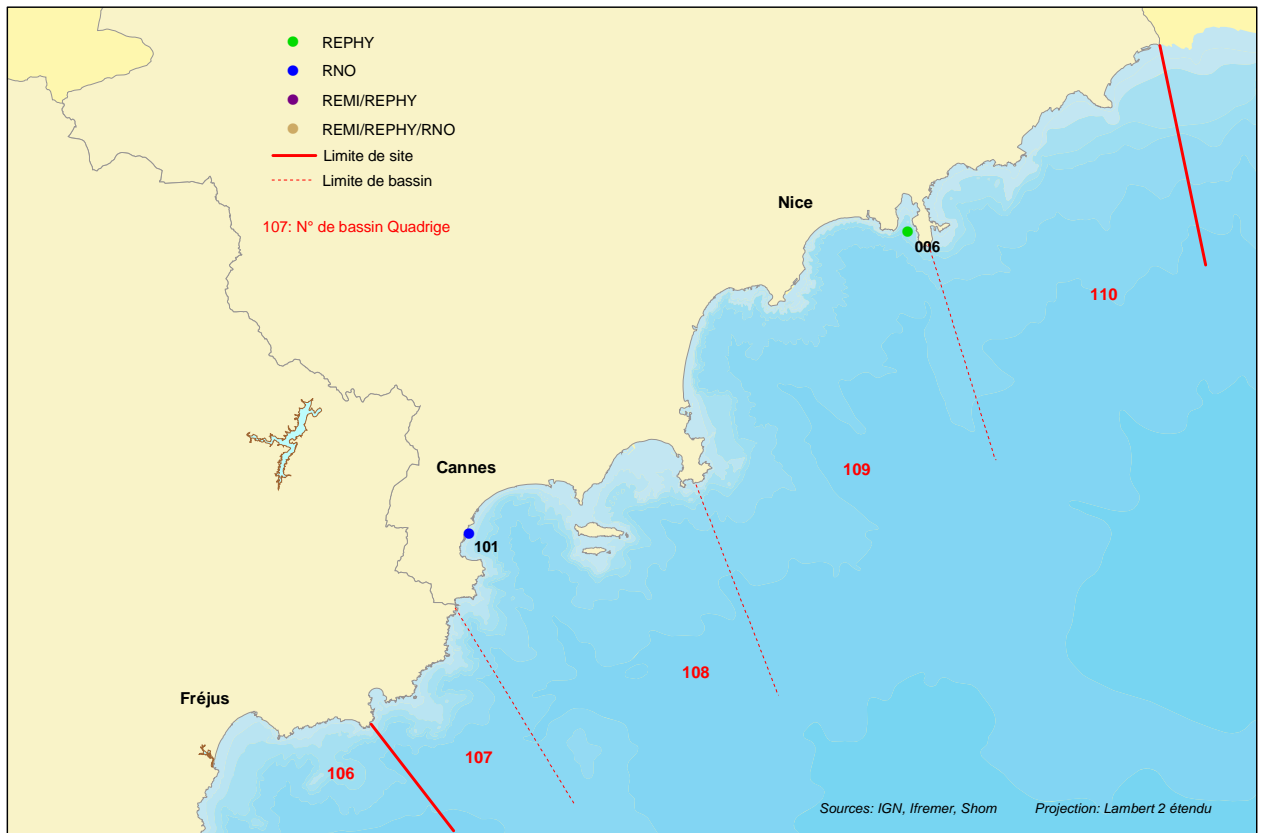 REPHY
RNO
REMI/REPHY
REMI/REPHY/RNO
Limite de site
Limite de bassin
107: N° de bassin Quadrige
Nice
006
110
109
Cannes
101
108
Fréjus
107
106
Sources: IGN, Ifremer, Shom Projection: Lambert 2 étendu